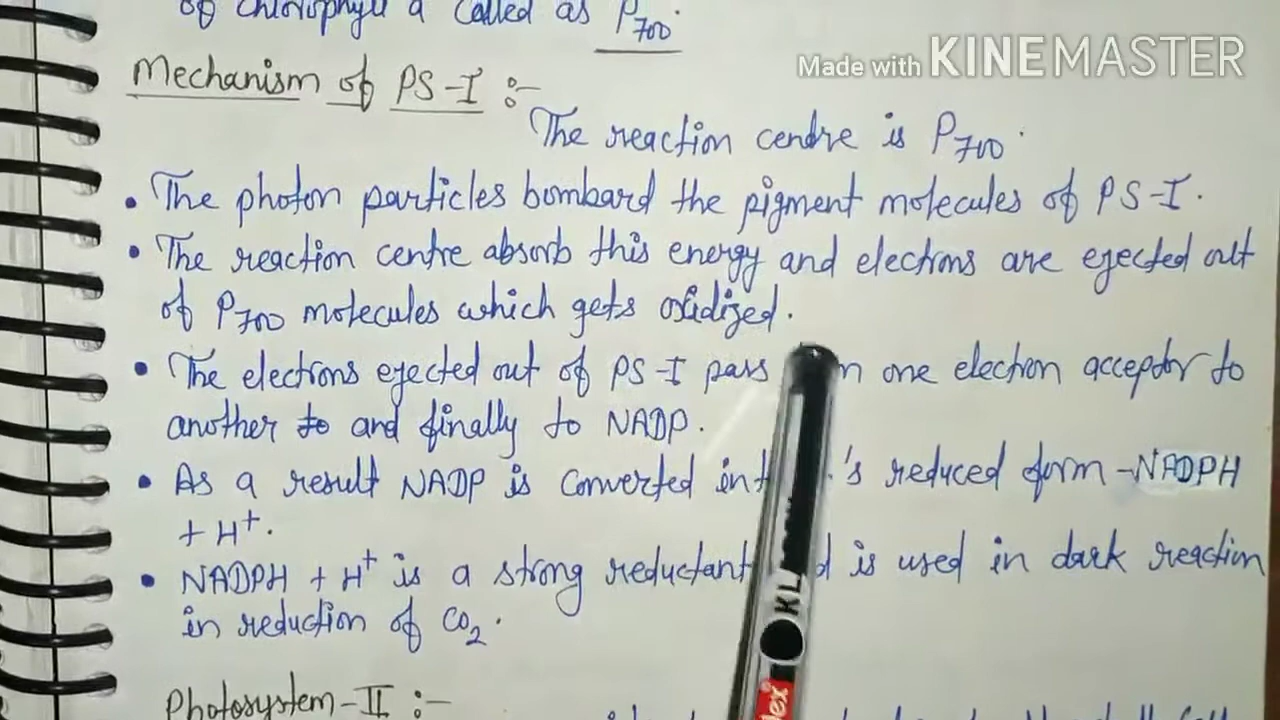 of chlorophyll a called as P700.
Made with KINEMASTER
Mechanism of PS-I :-
The reaction centre is P700.
• The photon particles bombard the pigment molecules of PS-I.
• The reaction centre absorb this energy and electrons are ejected out
of P700 molecules which gets oxidized.
• The electrons ejected out of PS-I pass one electron acceptor to
another to and finally to NADP.
• As a result NADP is converted reduced form -NADPH
+ H+.
• NADPH + H+ is a strong reductant is used in dark reaction
in reduction of CO2.
Photosystem-II :-